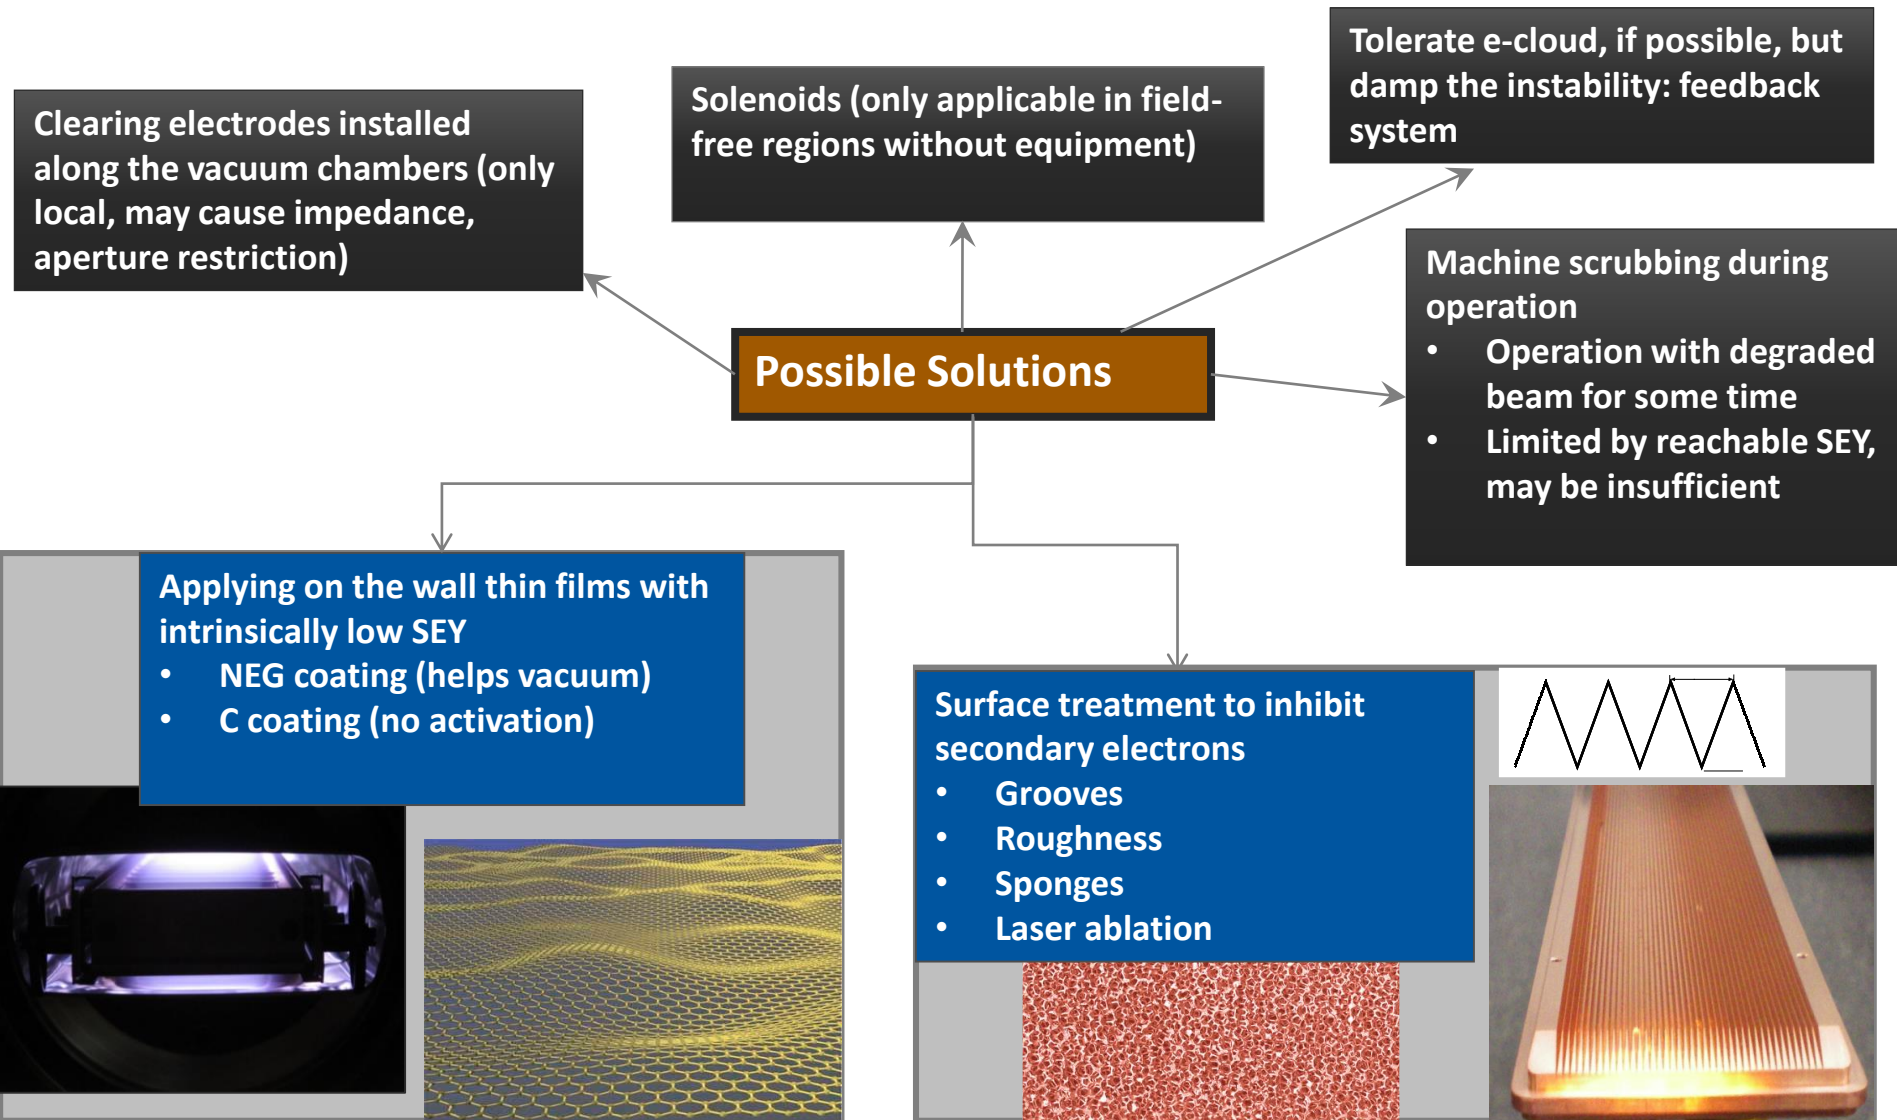 Tolerate e-cloud, if possible, but
damp the instability: feedback
system
Solenoids (only applicable in field-
free regions without equipment)
Clearing electrodes installed
along the vacuum chambers (only
local, may cause impedance,
aperture restriction)
Machine scrubbing during
operation
• Operation with degraded
beam for some time
• Limited by reachable SEY,
may be insufficient
Possible Solutions
Applying on the wall thin films with
intrinsically low SEY
• NEG coating (helps vacuum)
• C coating (no activation)
Surface treatment to inhibit
secondary electrons
• Grooves
• Roughness
• Sponges
• Laser ablation